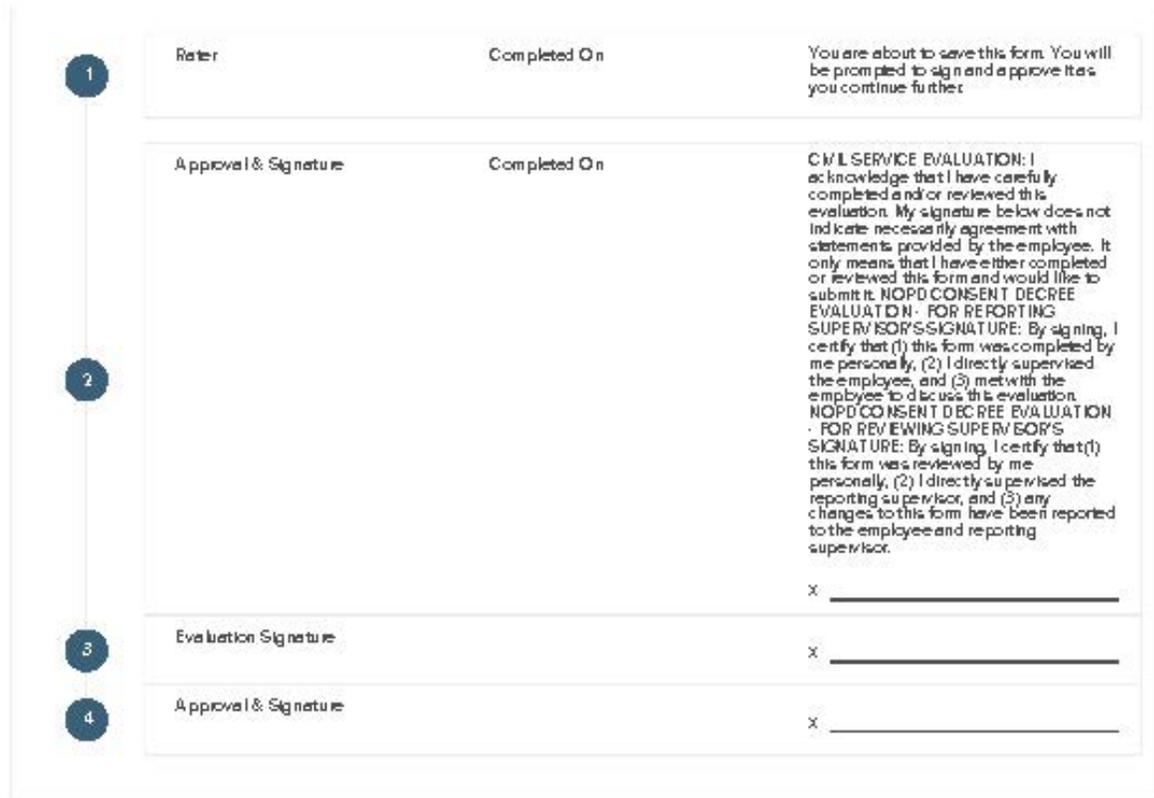 1
Rater
Completed On
You are about to save this form. You will
be prompted to sign and approve it as
you continue further.
2
Approval & Signature
Completed On
CIVIL SERVICE EVALUATION: I
acknowledge that I have carefully
completed and/or reviewed this
evaluation. My signature below does not
indicate necessarily agreement with
statements provided by the employee. It
only means that I have either completed
or reviewed this form and would like to
submit it. NOPD CONSENT DECREE
EVALUATION - FOR REPORTING
SUPERVISOR'S SIGNATURE: By signing, I
certify that (1) this form was completed by
me personally, (2) I directly supervised
the employee, and (3) met with the
employee to discuss this evaluation.
NOPD CONSENT DECREE EVALUATION
- FOR REVIEWING SUPERVISOR'S
SIGNATURE: By signing, I certify that (1)
this form was reviewed by me
personally, (2) I directly supervised the
reporting supervisor, and (3) any
changes to this form have been reported
to the employee and reporting
supervisor.
X
3
Evaluation Signature
X
4
Approval & Signature
X